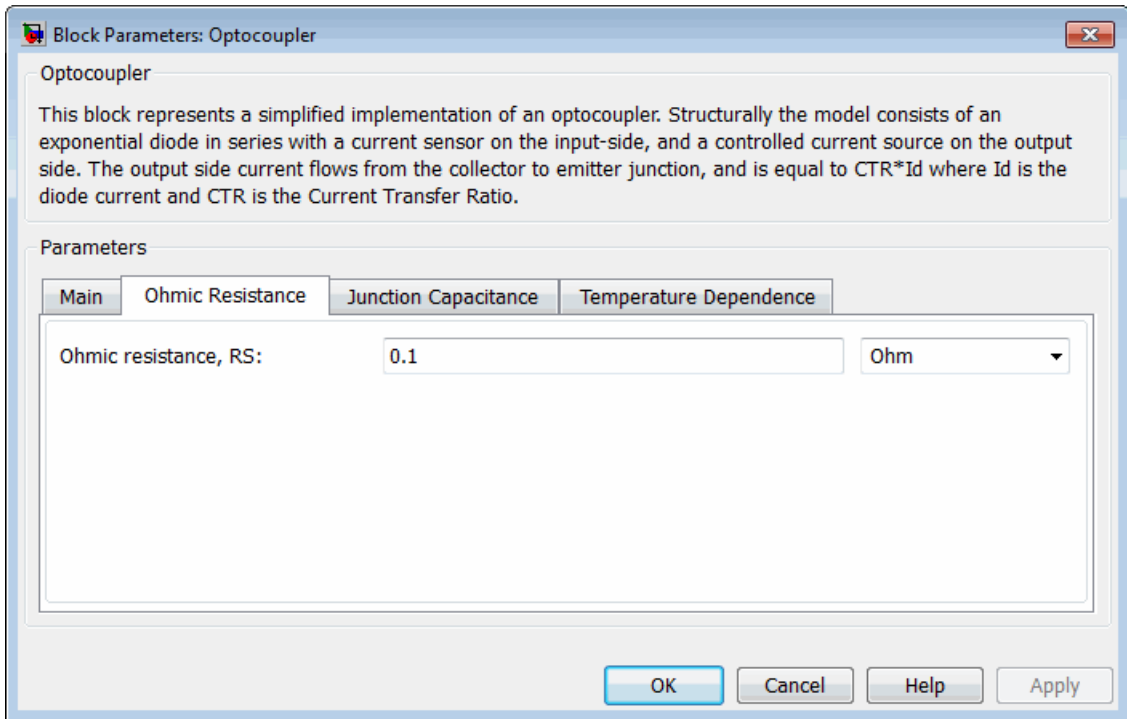 Block Parameters: Optocoupler
Optocoupler
This block represents a simplified implementation of an optocoupler. Structurally the model consists of an
exponential diode in series with a current sensor on the input-side, and a controlled current source on the output
side. The output side current flows from the collector to emitter junction, and is equal to CTR*Id where Id is the
diode current and CTR is the Current Transfer Ratio.
Parameters
Main Ohmic Resistance Junction Capacitance Temperature Dependence
Ohmic resistance, RS: 0.1 Ohm
OK Cancel Help Apply